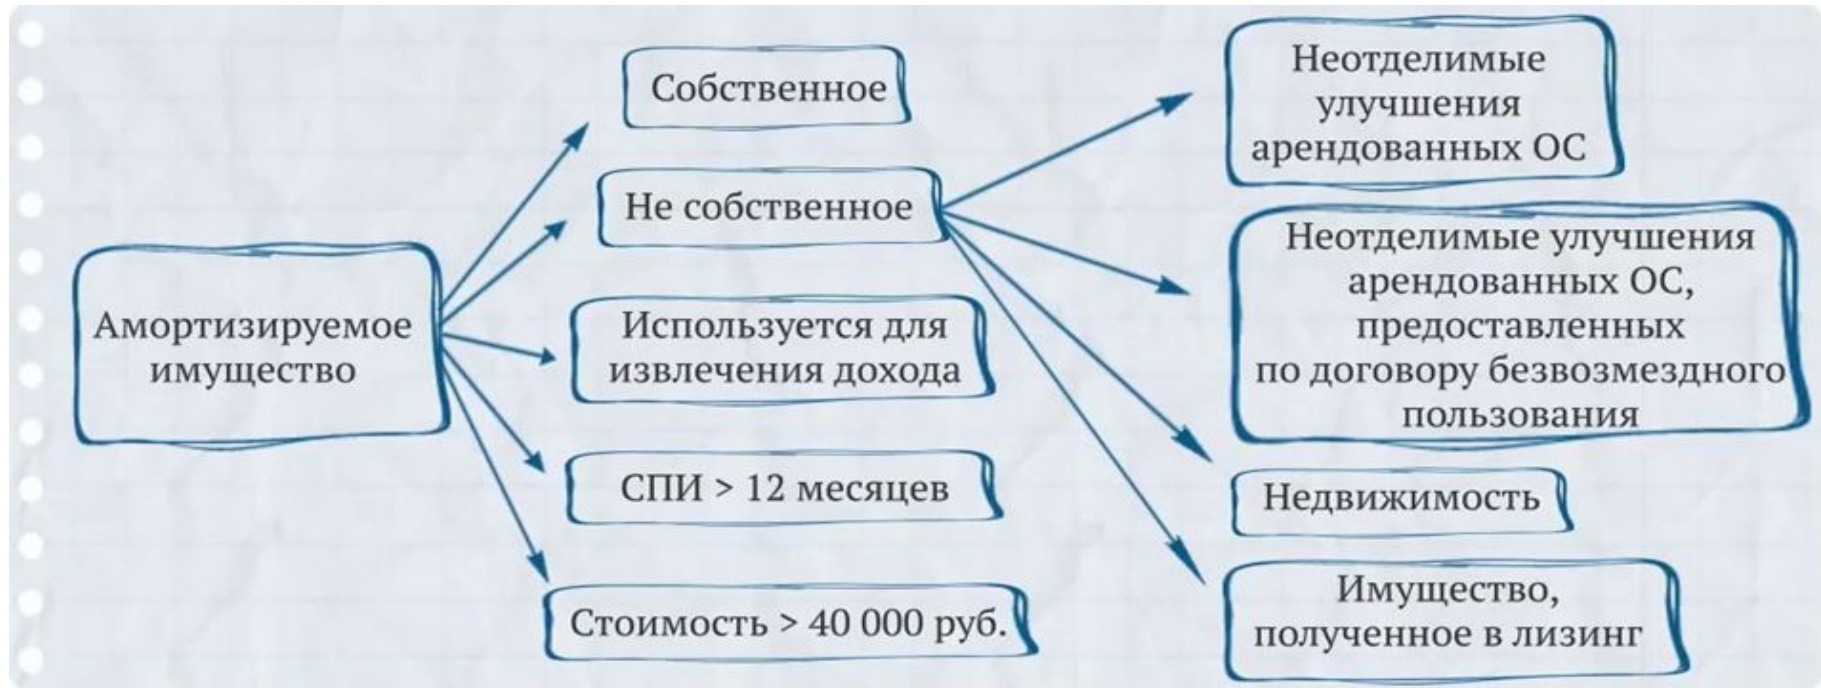 Амортизируемое
имущество
Собственное
Не собственное
Используется для
извлечения дохода
СПИ > 12 месяцев
Стоимость > 40 000 руб.
Неотделимые
улучшения
арендованных ОС
Неотделимые улучшения
арендованных ОС,
предоставленных
по договору безвозмездного
пользования
Недвижимость
Имущество,
полученное в лизинг